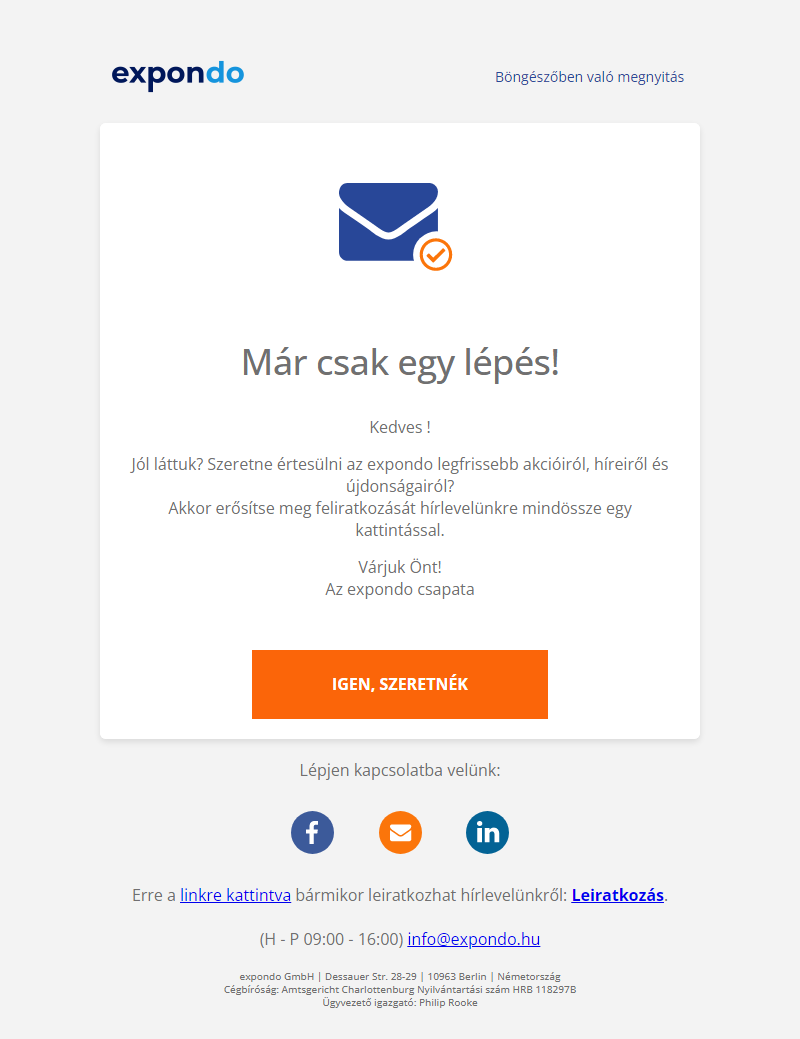 expondo
Böngészőben való megnyitás
Már csak egy lépés!
Kedves !
Jól láttuk? Szeretne értesülni az expondo legfrissebb akcióiról, híreiről és
újdonságairól?
Akkor erősítse meg feliratkozását hírlevelünkre mindössze egy
kattintással.
Várjuk Önt!
Az expondo csapata
IGEN, SZERETNÉK
Lépjen kapcsolatba velünk:
Erre a linkre kattintva bármikor leiratkozhat hírlevelünkről: Leiratkozás.
(H - P 09:00 - 16:00) info@expondo.hu
expondo GmbH | Dessauer Str. 28-29 | 10963 Berlin | Németország
Cégbíróság: Amtsgericht Charlottenburg Nyilvántartási szám HRB 118297B
Ügyvezető igazgató: Philip Rooke